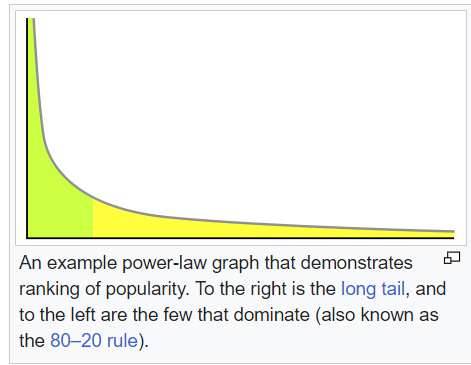 An example power-law graph that demonstrates
ranking of popularity. To the right is the long tail, and
to the left are the few that dominate (also known as
the 80–20 rule).